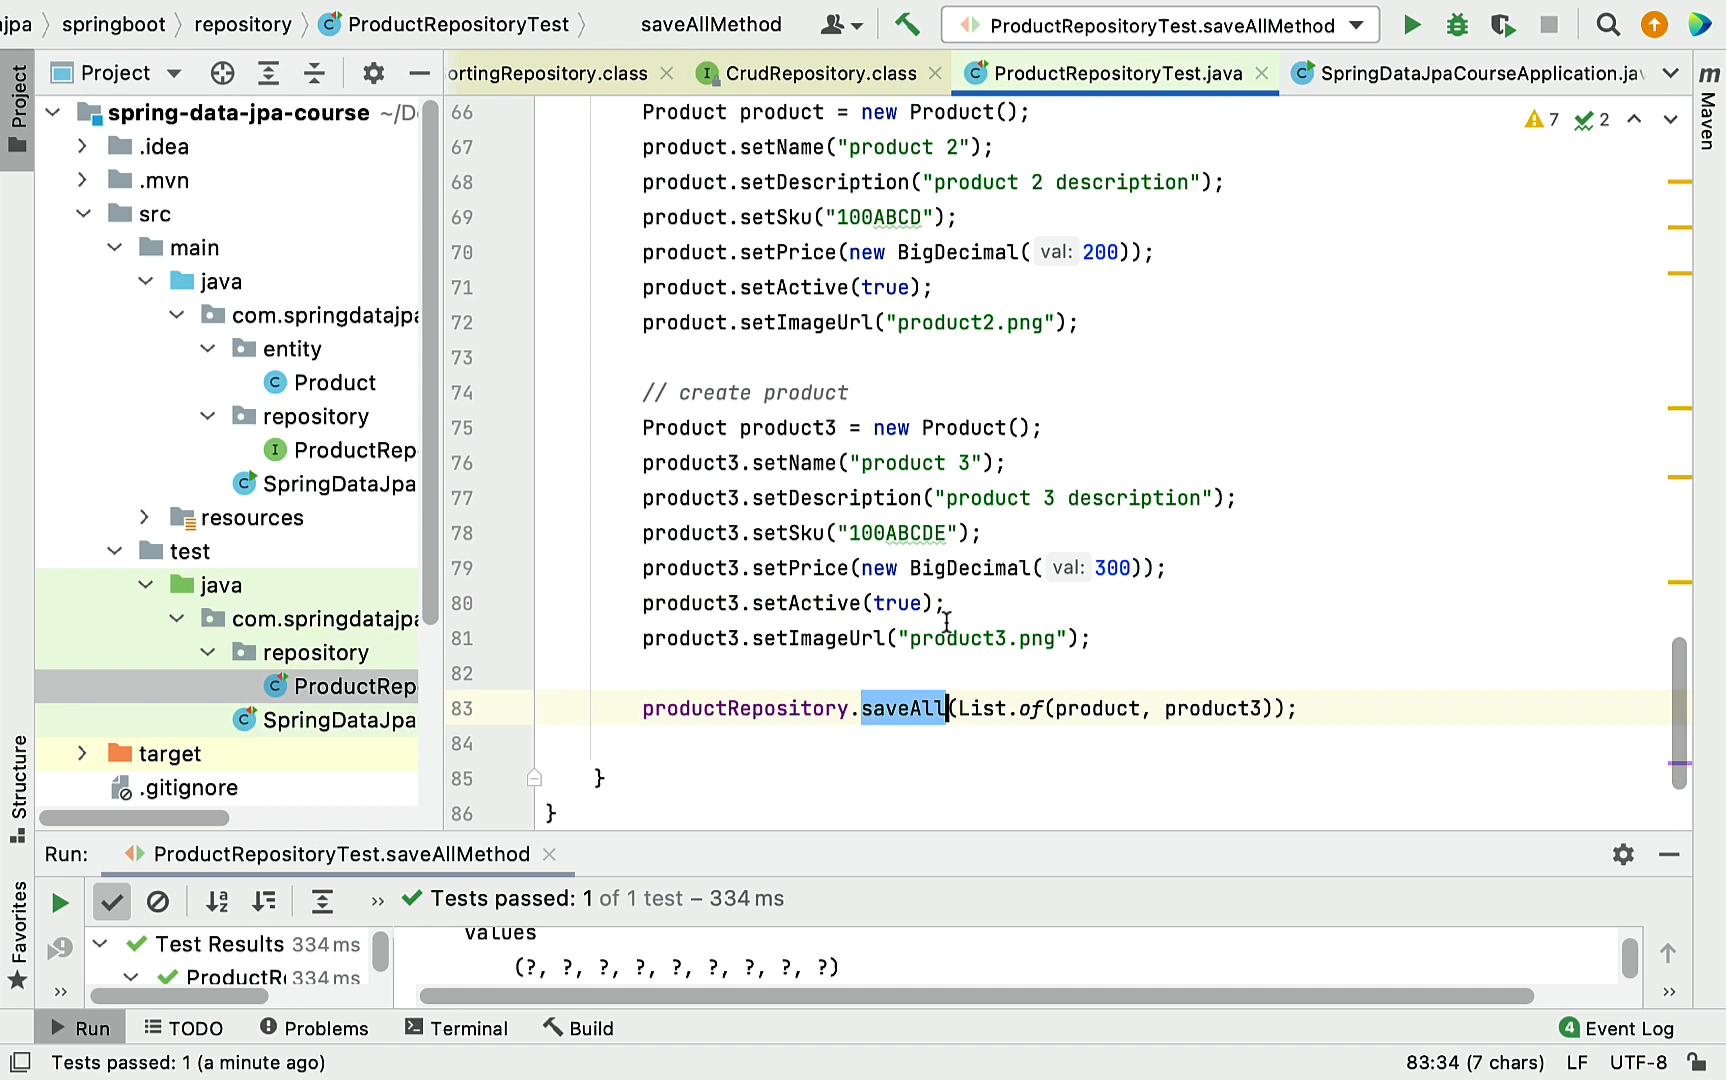 jpa springboot repository ProductRepositoryTest saveAllMethod ProductRepositoryTest.saveAllMethod
Project
ortingRepository.class CrudRepository.class ProductRepositoryTest.java SpringDataJpaCourseApplication.jav
Project
Maven
Structure
Favorites
spring-data-jpa-course ~/D
.idea
.mvn
src
main
java
com.springdatajpa
entity
Product
repository
ProductRep
SpringDataJpa
resources
test
java
com.springdatajpa
repository
ProductRep
SpringDataJpa
target
.gitignore
7 2
66 Product product = new Product();
67 product.setName("product 2");
68 product.setDescription("product 2 description");
69 product.setSku("100ABCD");
70 product.setPrice(new BigDecimal( val: 200));
71 product.setActive(true);
72 product.setImageUrl("product2.png");
73
74 // create product
75 Product product3 = new Product();
76 product3.setName("product 3");
77 product3.setDescription("product 3 description");
78 product3.setSku("100ABCDE");
79 product3.setPrice(new BigDecimal( val: 300));
80 product3.setActive(true);
81 product3.setImageUrl("product3.png");
82
83 productRepository.saveAll(List.of(product, product3));
84
85 }
86 }
Run: ProductRepositoryTest.saveAllMethod
Tests passed: 1 of 1 test – 334 ms
Test Results 334 ms
ProductR 334 ms
values
(?, ?, ?, ?, ?, ?, ?, ?, ?)
Run TODO Problems Terminal Build 4 Event Log
Tests passed: 1 (a minute ago) 83:34 (7 chars) LF UTF-8